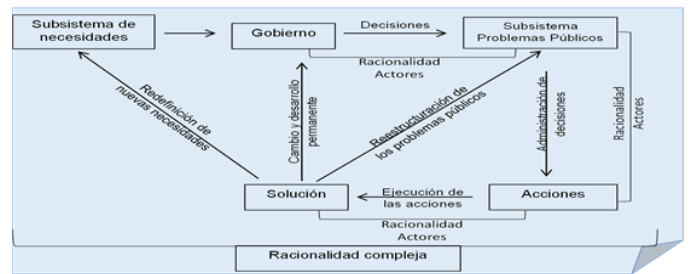 Subsistema de
necesidades
Gobierno
Decisiones
Subsistema
Problemas Públicos
Racionalidad
Actores
Redefinición de
nuevas necesidades
Cambio y desarrollo
permanente
Reestructuración de
los problemas públicos
Administración de
decisiones
Racionalidad
Actores
Solución
Ejecución de
las acciones
Acciones
Racionalidad
Actores
Racionalidad compleja